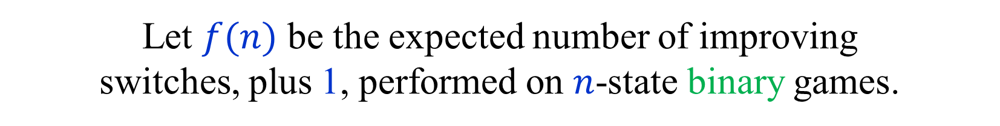 Let f(n) be the expected number of improving
switches, plus 1, performed on n-state binary games.